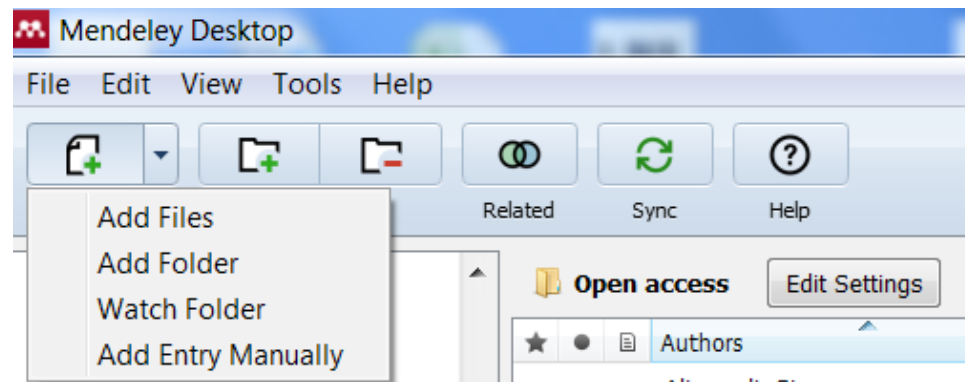 Mendeley Desktop
File Edit View Tools Help
Related Sync Help
Add Files
Add Folder
Watch Folder
Add Entry Manually
Open access Edit Settings
Authors